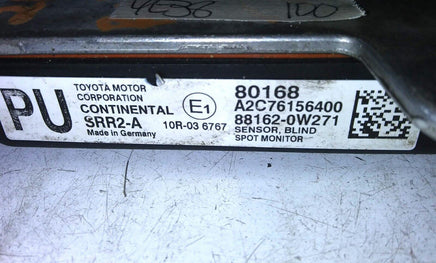 100
PU
TOYOTA MOTOR
CORPORATION
CONTINENTAL
SRR2-A
Made in Germany
E1
10R-03 6767
80168
A2C76156400
88162-0W271
SENSOR, BLIND
SPOT MONITOR